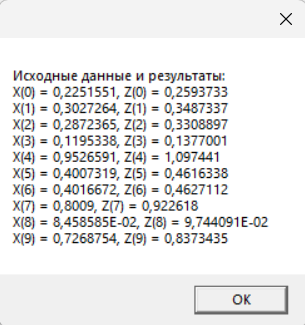 Исходные данные и результаты:
X(0) = 0,2251551, Z(0) = 0,2593733
X(1) = 0,3027264, Z(1) = 0,3487337
X(2) = 0,2872365, Z(2) = 0,3308897
X(3) = 0,1195338, Z(3) = 0,1377001
X(4) = 0,9526591, Z(4) = 1,097441
X(5) = 0,4007319, Z(5) = 0,4616338
X(6) = 0,4016672, Z(6) = 0,4627112
X(7) = 0,8009, Z(7) = 0,922618
X(8) = 8,458585E-02, Z(8) = 9,744091E-02
X(9) = 0,7268754, Z(9) = 0,8373435
OK